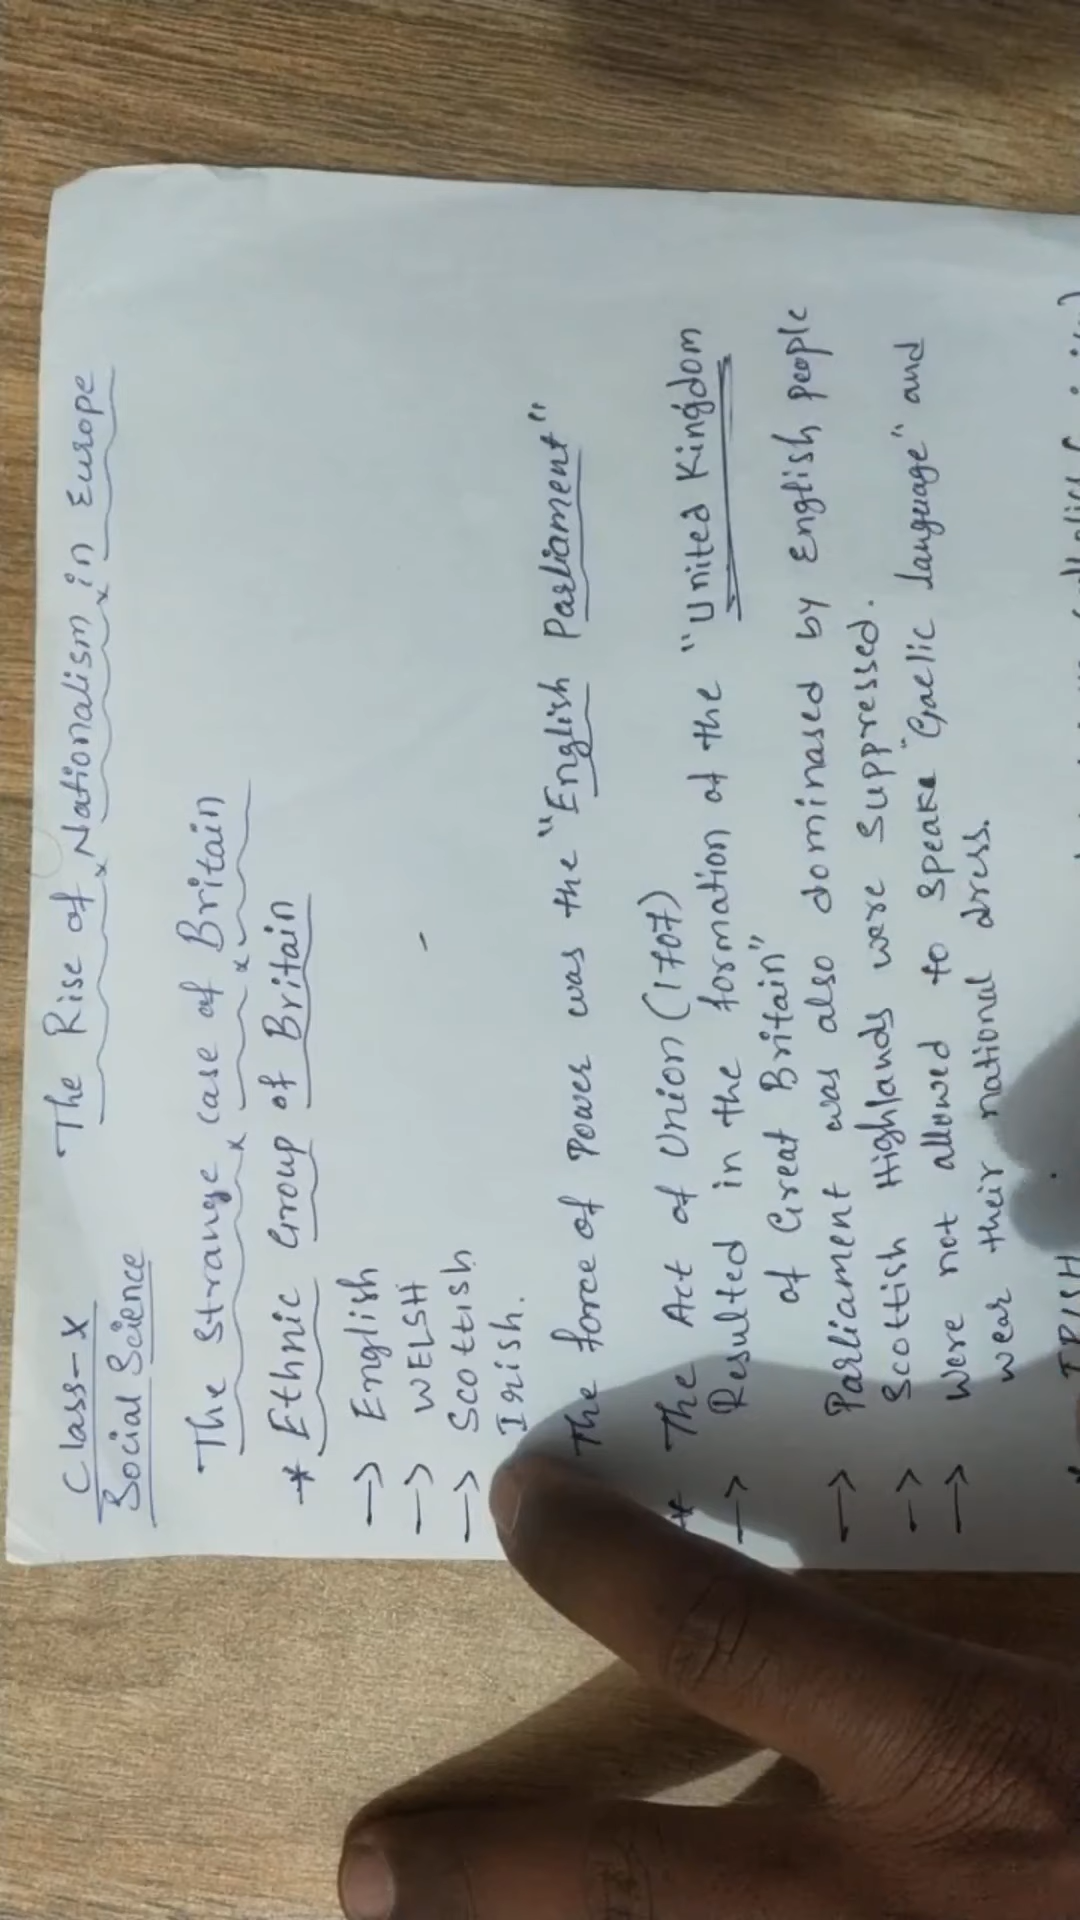 Class-X
Social Science
The Rise of Nationalism in Europe
The Strange case of Britain
* Ethnic Group of Britain
→ English
→ WELSH
→ Scottish
Irish.
The force of Power was the "English Parliament"
* The Act of Union (1707)
→ Resulted in the formation of the "United Kingdom
of Great Britain"
→ Parliament was also dominased by English people
→ Scottish Highlands were Suppressed.
→ were not allowed to Speake "Gaelic language" and
wear their national dress.
IRISH